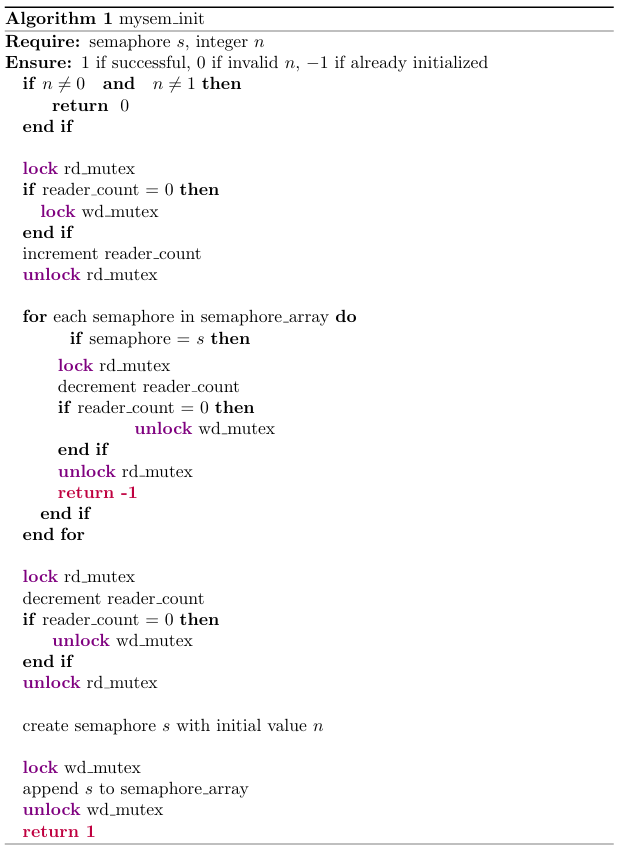 Algorithm 1 mysem_init
Require: semaphore s, integer n
Ensure: 1 if successful, 0 if invalid n, −1 if already initialized
if n ≠ 0 and n ≠ 1 then
return 0
end if
lock rd_mutex
if reader_count = 0 then
lock wd_mutex
end if
increment reader_count
unlock rd_mutex
for each semaphore in semaphore_array do
if semaphore = s then
lock rd_mutex
decrement reader_count
if reader_count = 0 then
unlock wd_mutex
end if
unlock rd_mutex
return -1
end if
end for
lock rd_mutex
decrement reader_count
if reader_count = 0 then
unlock wd_mutex
end if
unlock rd_mutex
create semaphore s with initial value n
lock wd_mutex
append s to semaphore_array
unlock wd_mutex
return 1